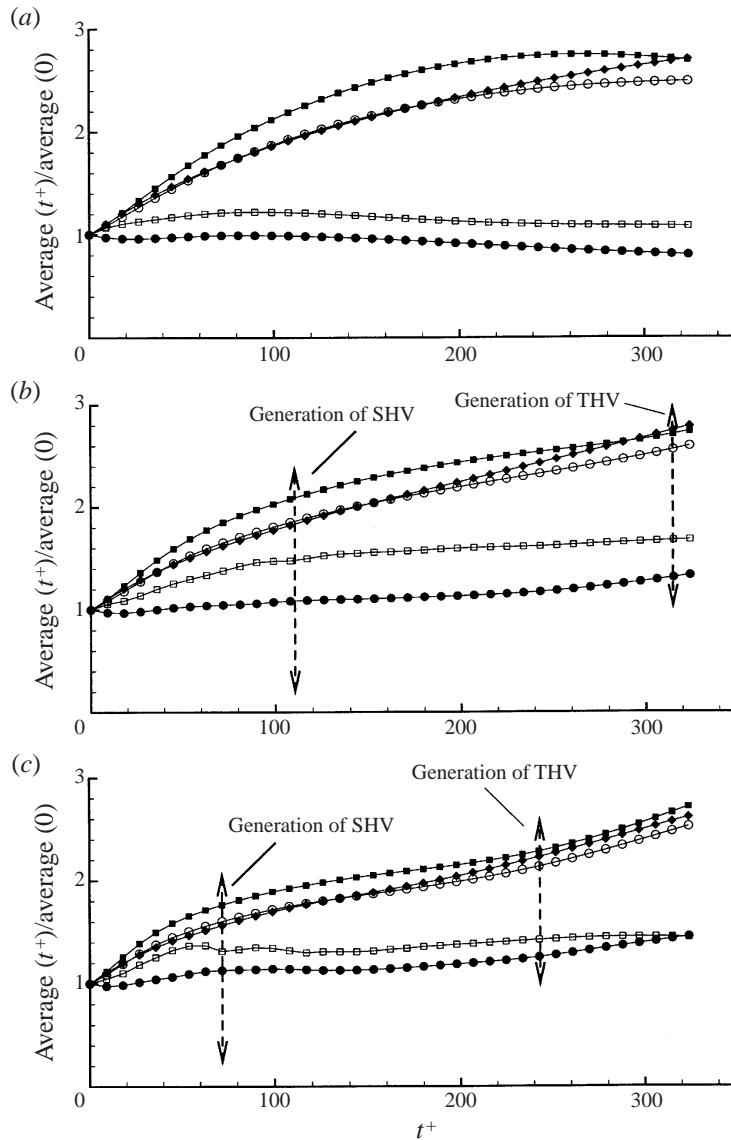 (a)
3
2
1
Average (t⁺)/average (0)
0
100
200
300
(b)
3
2
1
Average (t⁺)/average (0)
Generation of SHV
Generation of THV
0
100
200
300
(c)
3
2
1
Average (t⁺)/average (0)
Generation of SHV
Generation of THV
0
100
200
300
t⁺